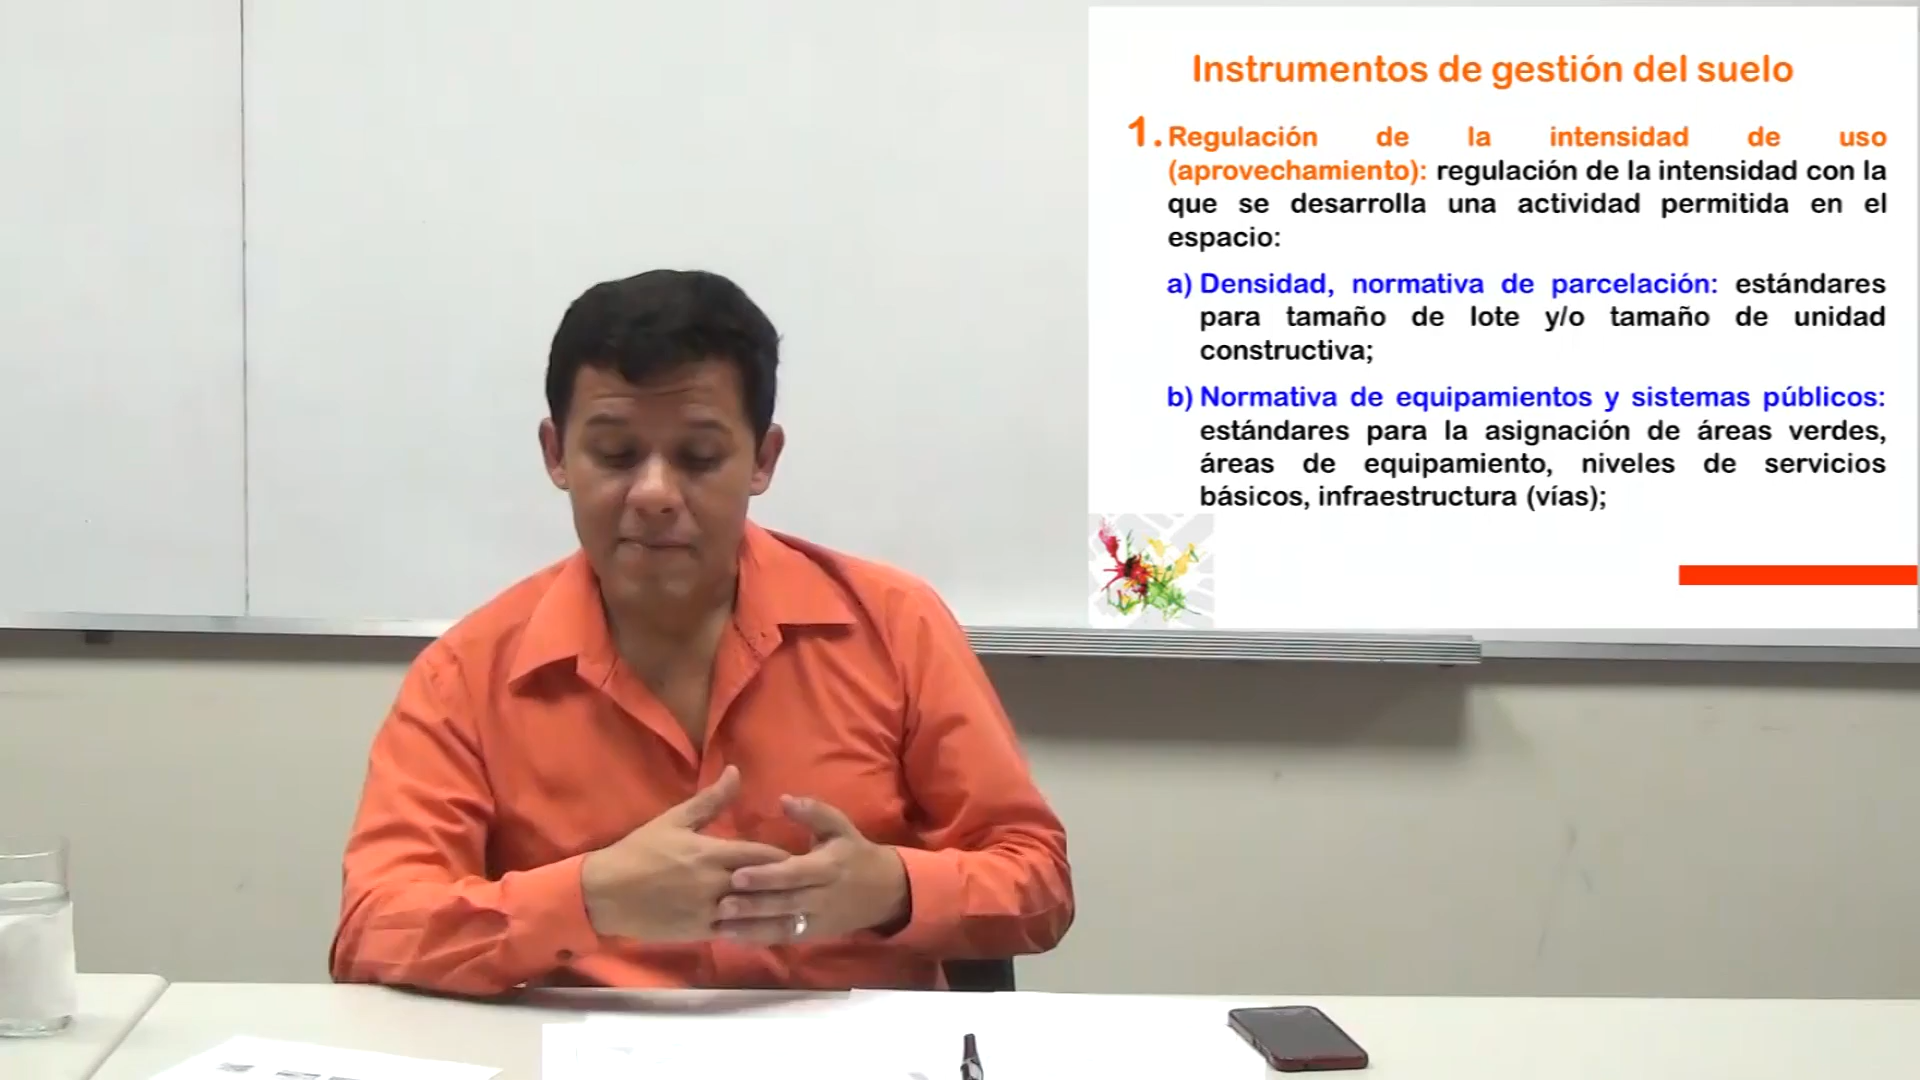 Instrumentos de gestión del suelo
1. Regulación de la intensidad de uso
(aprovechamiento): regulación de la intensidad con la
que se desarrolla una actividad permitida en el
espacio:
a) Densidad, normativa de parcelación: estándares
para tamaño de lote y/o tamaño de unidad
constructiva;
b) Normativa de equipamientos y sistemas públicos:
estándares para la asignación de áreas verdes,
áreas de equipamiento, niveles de servicios
básicos, infraestructura (vías);